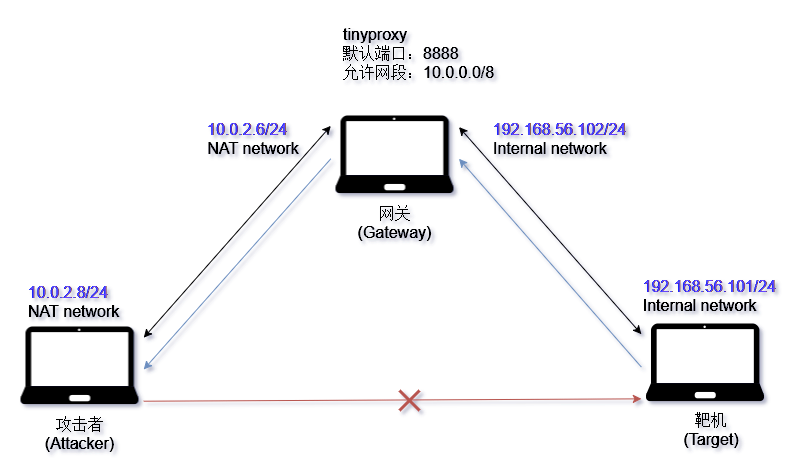 tinyproxy
默认端口：8888
允许网段：10.0.0.0/8
10.0.2.6/24
NAT network
192.168.56.102/24
Internal network
网关
(Gateway)
10.0.2.8/24
NAT network
192.168.56.101/24
Internal network
攻击者
(Attacker)
靶机
(Target)